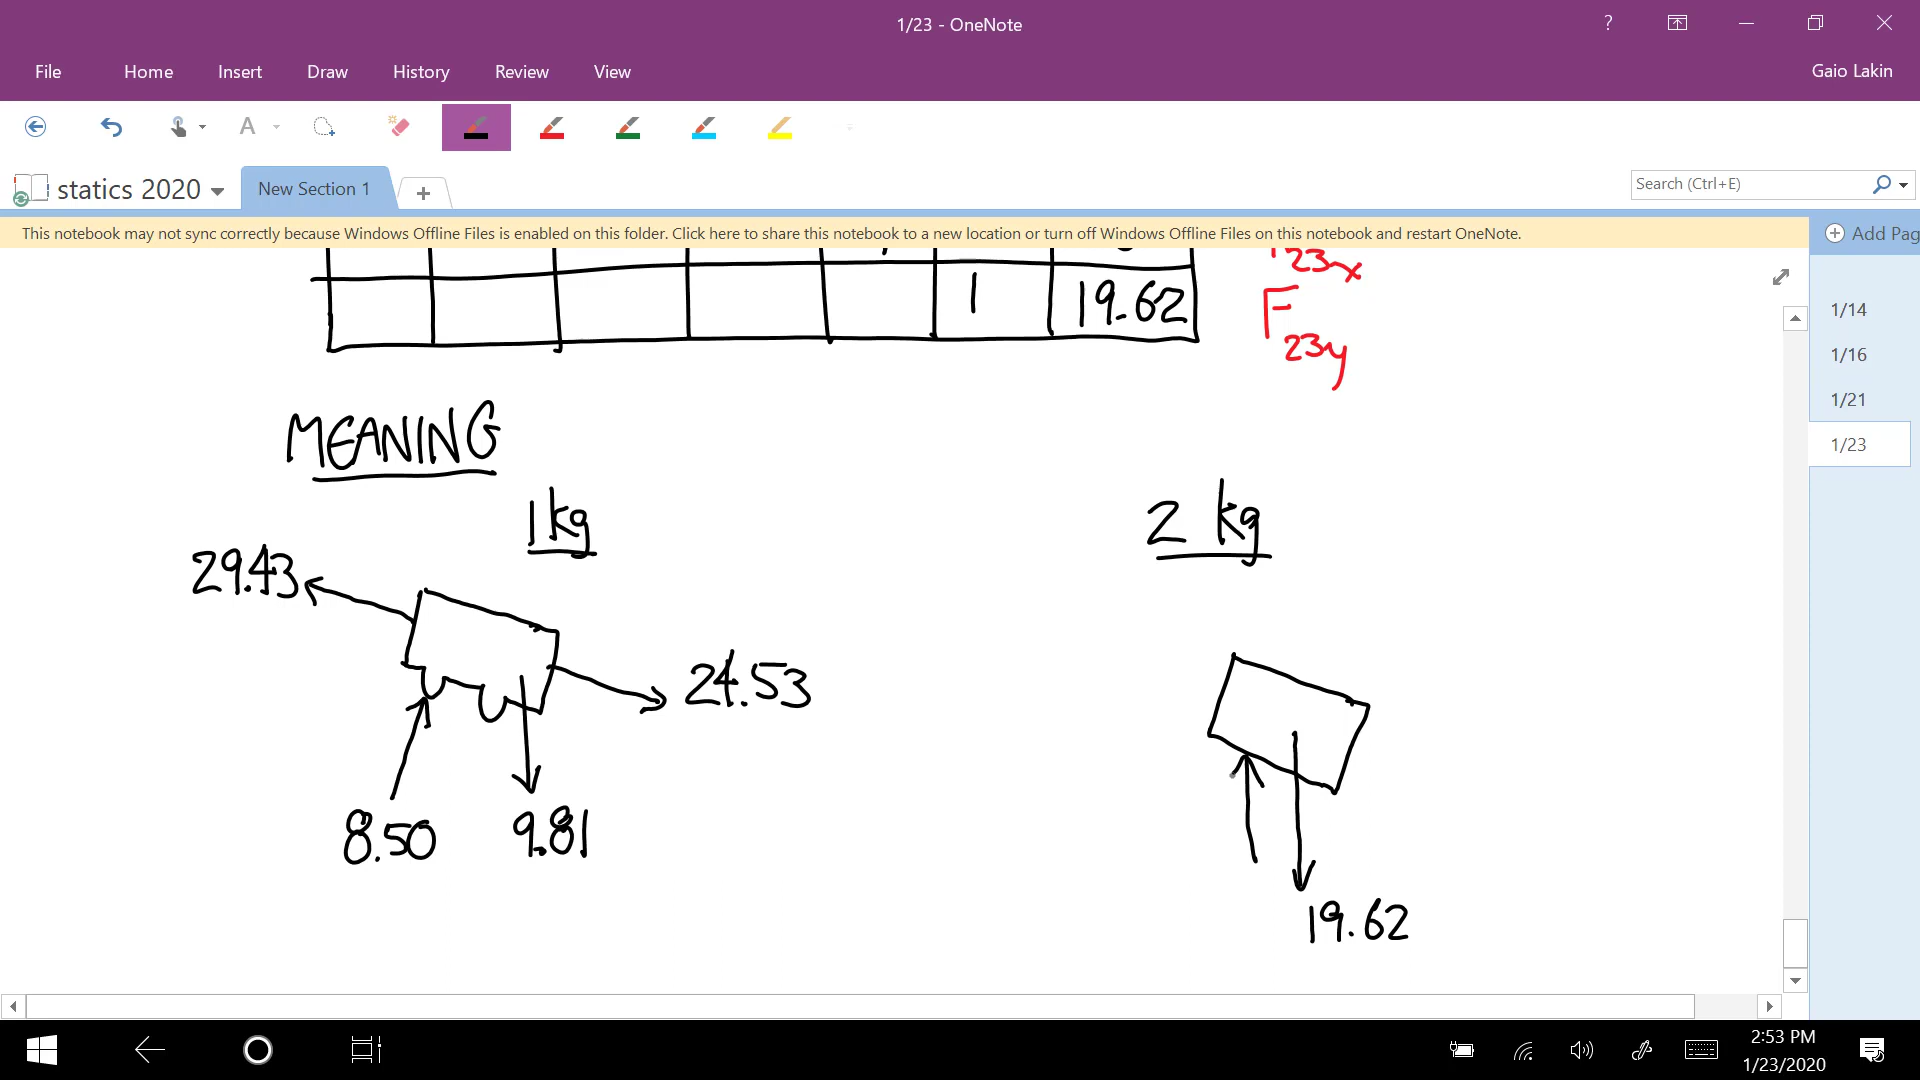 1/23 - OneNote
?
File Home Insert Draw History Review View
Gaio Lakin
A
statics 2020
New Section 1
+
Search (Ctrl+E)
This notebook may not sync correctly because Windows Offline Files is enabled on this folder. Click here to share this notebook to a new location or turn off Windows Offline Files on this notebook and restart OneNote.
Add Pag
1/14
1/16
1/21
1/23
23x
1 19.62
F23y
MEANING
1kg
2 kg
29.43
24.53
8.50 9.81
19.62
2:53 PM
1/23/2020